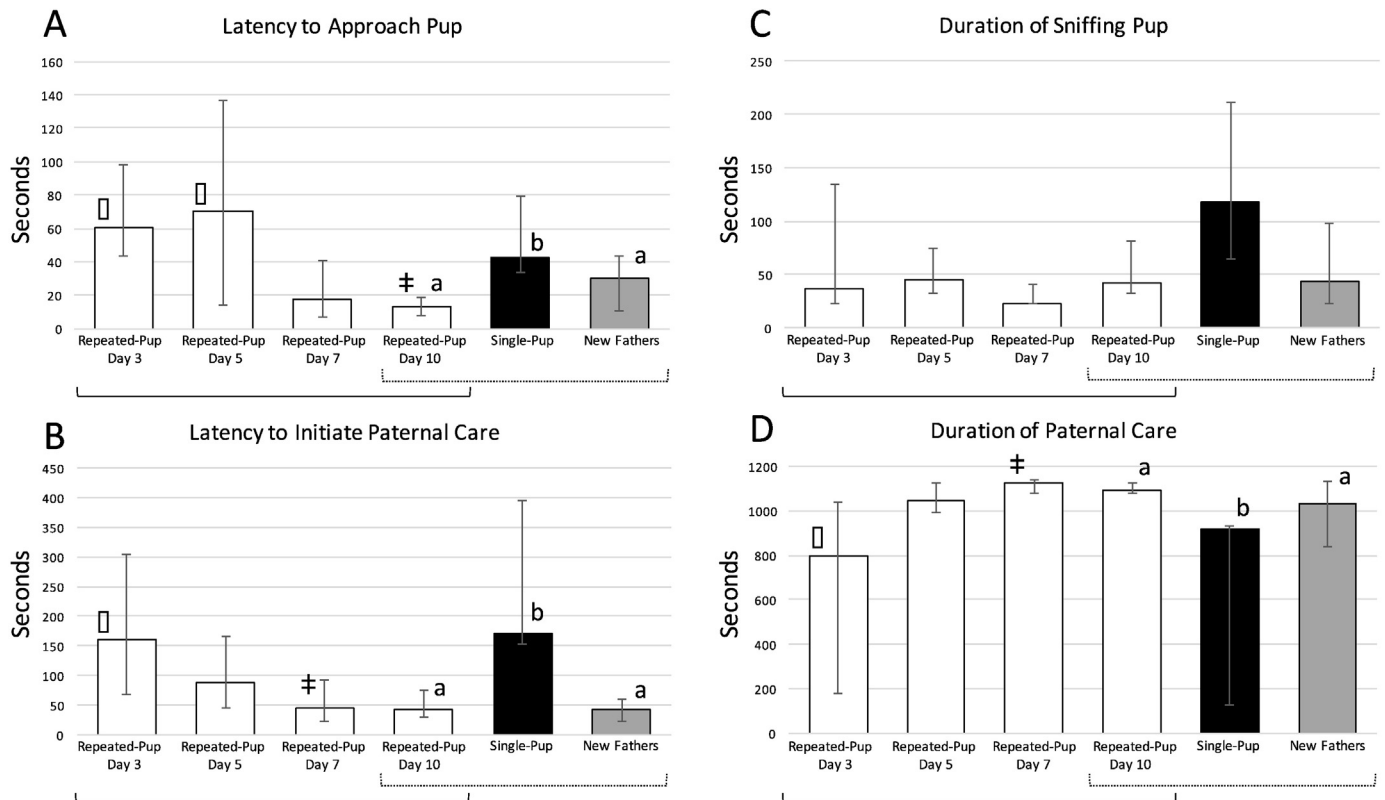 A
Latency to Approach Pup
Seconds
160
140
120
100
80
60
40
20
0
▯
▯
‡
a
b
a
Repeated-Pup
Day 3
Repeated-Pup
Day 5
Repeated-Pup
Day 7
Repeated-Pup
Day 10
Single-Pup
New Fathers
B
Latency to Initiate Paternal Care
Seconds
450
400
350
300
250
200
150
100
50
0
▯
‡
a
b
a
Repeated-Pup
Day 3
Repeated-Pup
Day 5
Repeated-Pup
Day 7
Repeated-Pup
Day 10
Single-Pup
New Fathers
C
Duration of Sniffing Pup
Seconds
250
200
150
100
50
0
Repeated-Pup
Day 3
Repeated-Pup
Day 5
Repeated-Pup
Day 7
Repeated-Pup
Day 10
Single-Pup
New Fathers
D
Duration of Paternal Care
Seconds
1200
1000
800
600
400
200
0
▯
‡
a
b
a
Repeated-Pup
Day 3
Repeated-Pup
Day 5
Repeated-Pup
Day 7
Repeated-Pup
Day 10
Single-Pup
New Fathers